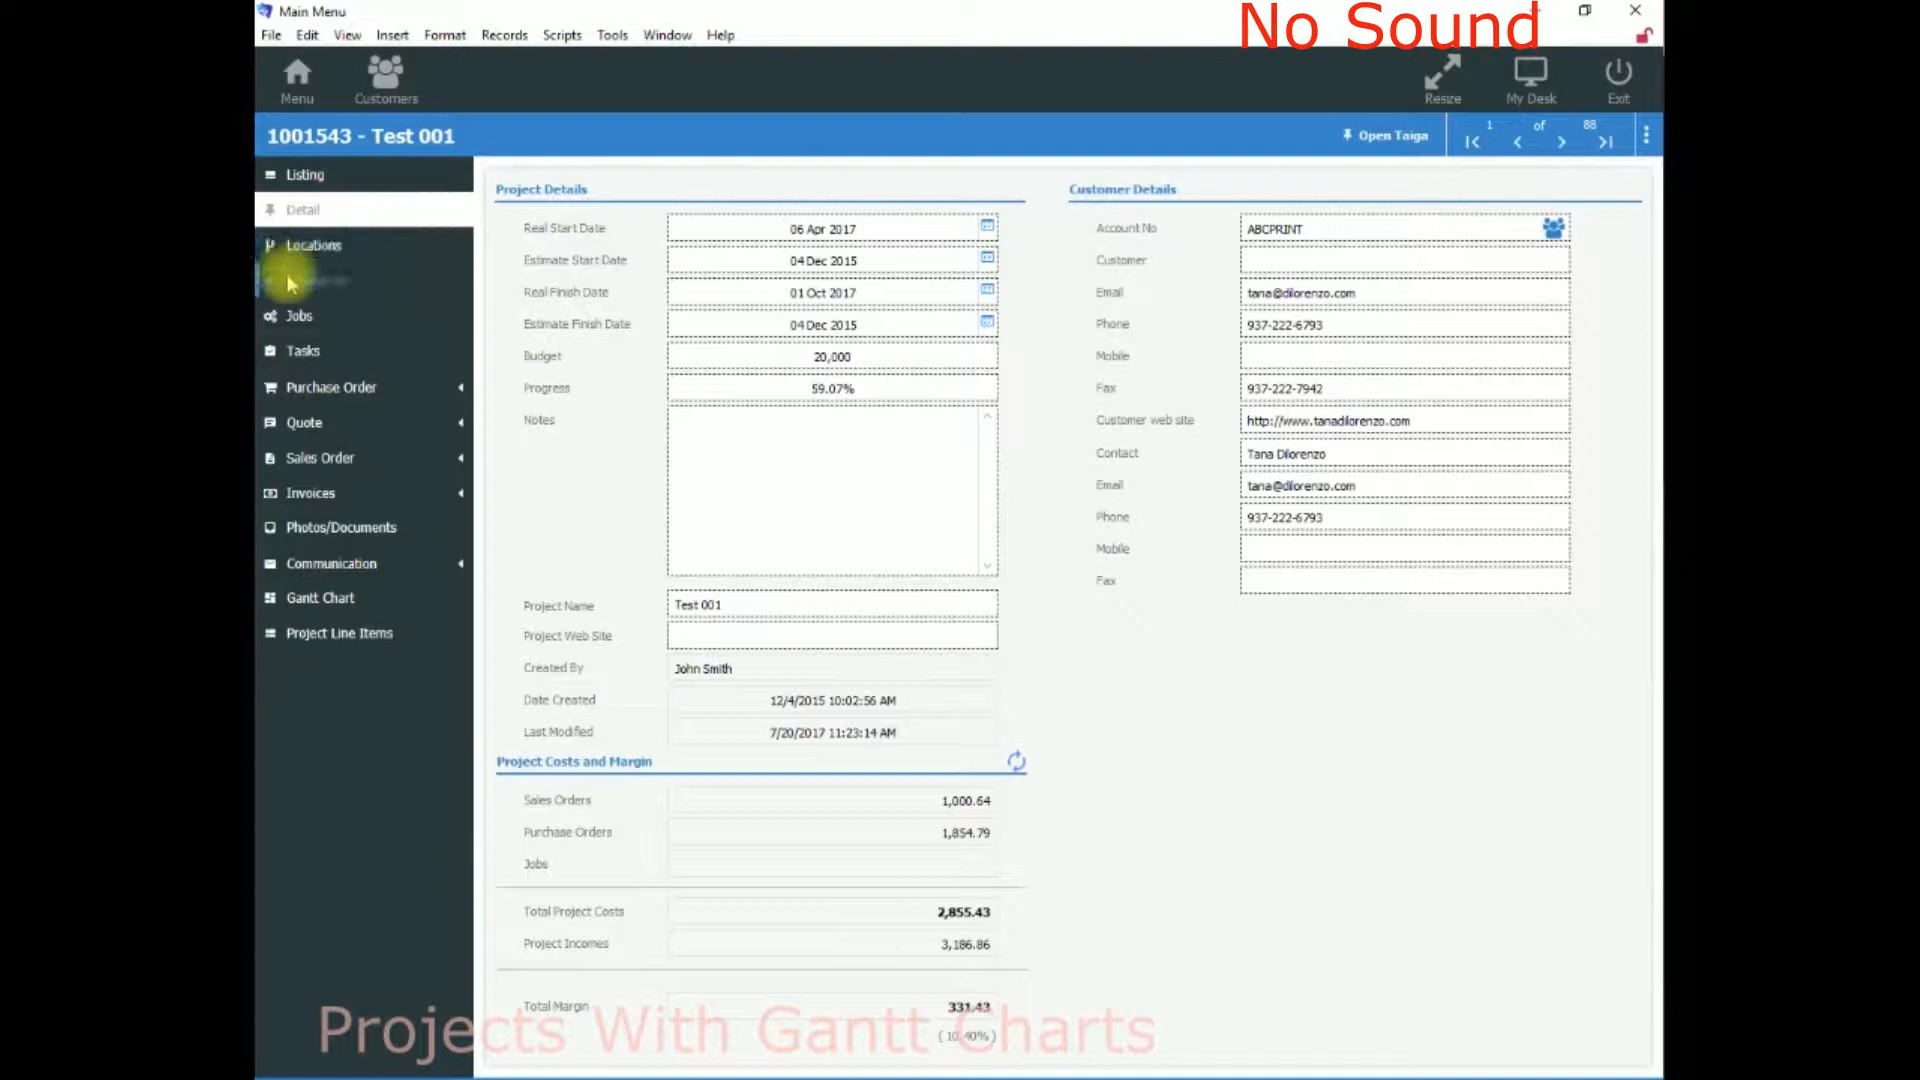 Main Menu
No Sound
File Edit View Insert Format Records Scripts Tools Window Help
Menu Customers Resize My Desk Exit
1001543 - Test 001
Open Taiga
1 of 88
Listing
Detail
Locations
Jobs
Tasks
Purchase Order
Quote
Sales Order
Invoices
Photos/Documents
Communication
Gantt Chart
Project Line Items
Project Details
Real Start Date 06 Apr 2017
Estimate Start Date 04 Dec 2015
Real Finish Date 01 Oct 2017
Estimate Finish Date 04 Dec 2015
Budget 20,000
Progress 59.07%
Notes
Project Name Test 001
Project Web Site
Created By John Smith
Date Created 12/4/2015 10:02:56 AM
Last Modified 7/20/2017 11:23:14 AM
Project Costs and Margin
Sales Orders 1,000.64
Purchase Orders 1,854.79
Jobs
Total Project Costs 2,855.43
Project Incomes 3,186.86
Total Margin 331.43
( 10.40% )
Customer Details
Account No ABCPRINT
Customer
Email tana@dilorenzo.com
Phone 937-222-6793
Mobile
Fax 937-222-7942
Customer web site http://www.tanadilorenzo.com
Contact Tana Dilorenzo
Email tana@dilorenzo.com
Phone 937-222-6793
Mobile
Fax
Projects With Gantt Charts